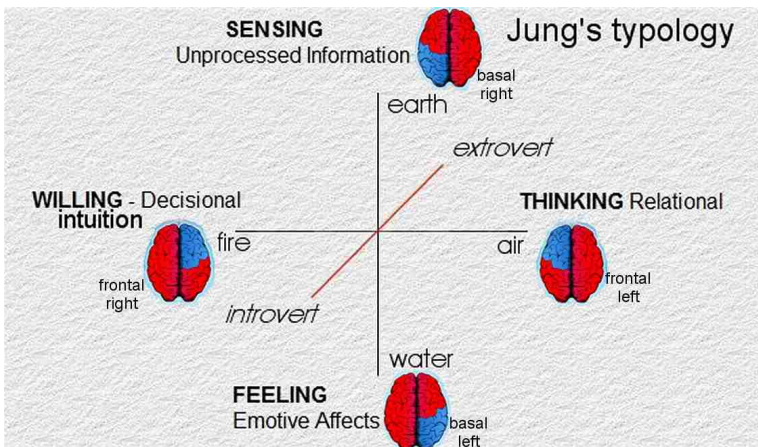 SENSING
Unprocessed Information
Jung's typology
basal
right
earth
extrovert
WILLING - Decisional
intuition
THINKING Relational
fire
air
frontal
right
frontal
left
introvert
water
FEELING
Emotive Affects
basal
left